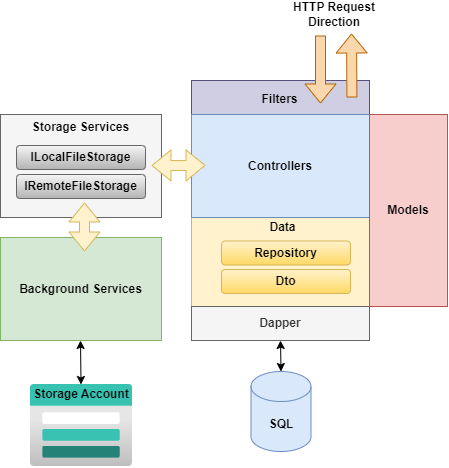 HTTP Request
Direction
Filters
Storage Services
ILocalFileStorage
IRemoteFileStorage
Controllers
Models
Data
Repository
Dto
Background Services
Dapper
Storage Account
SQL